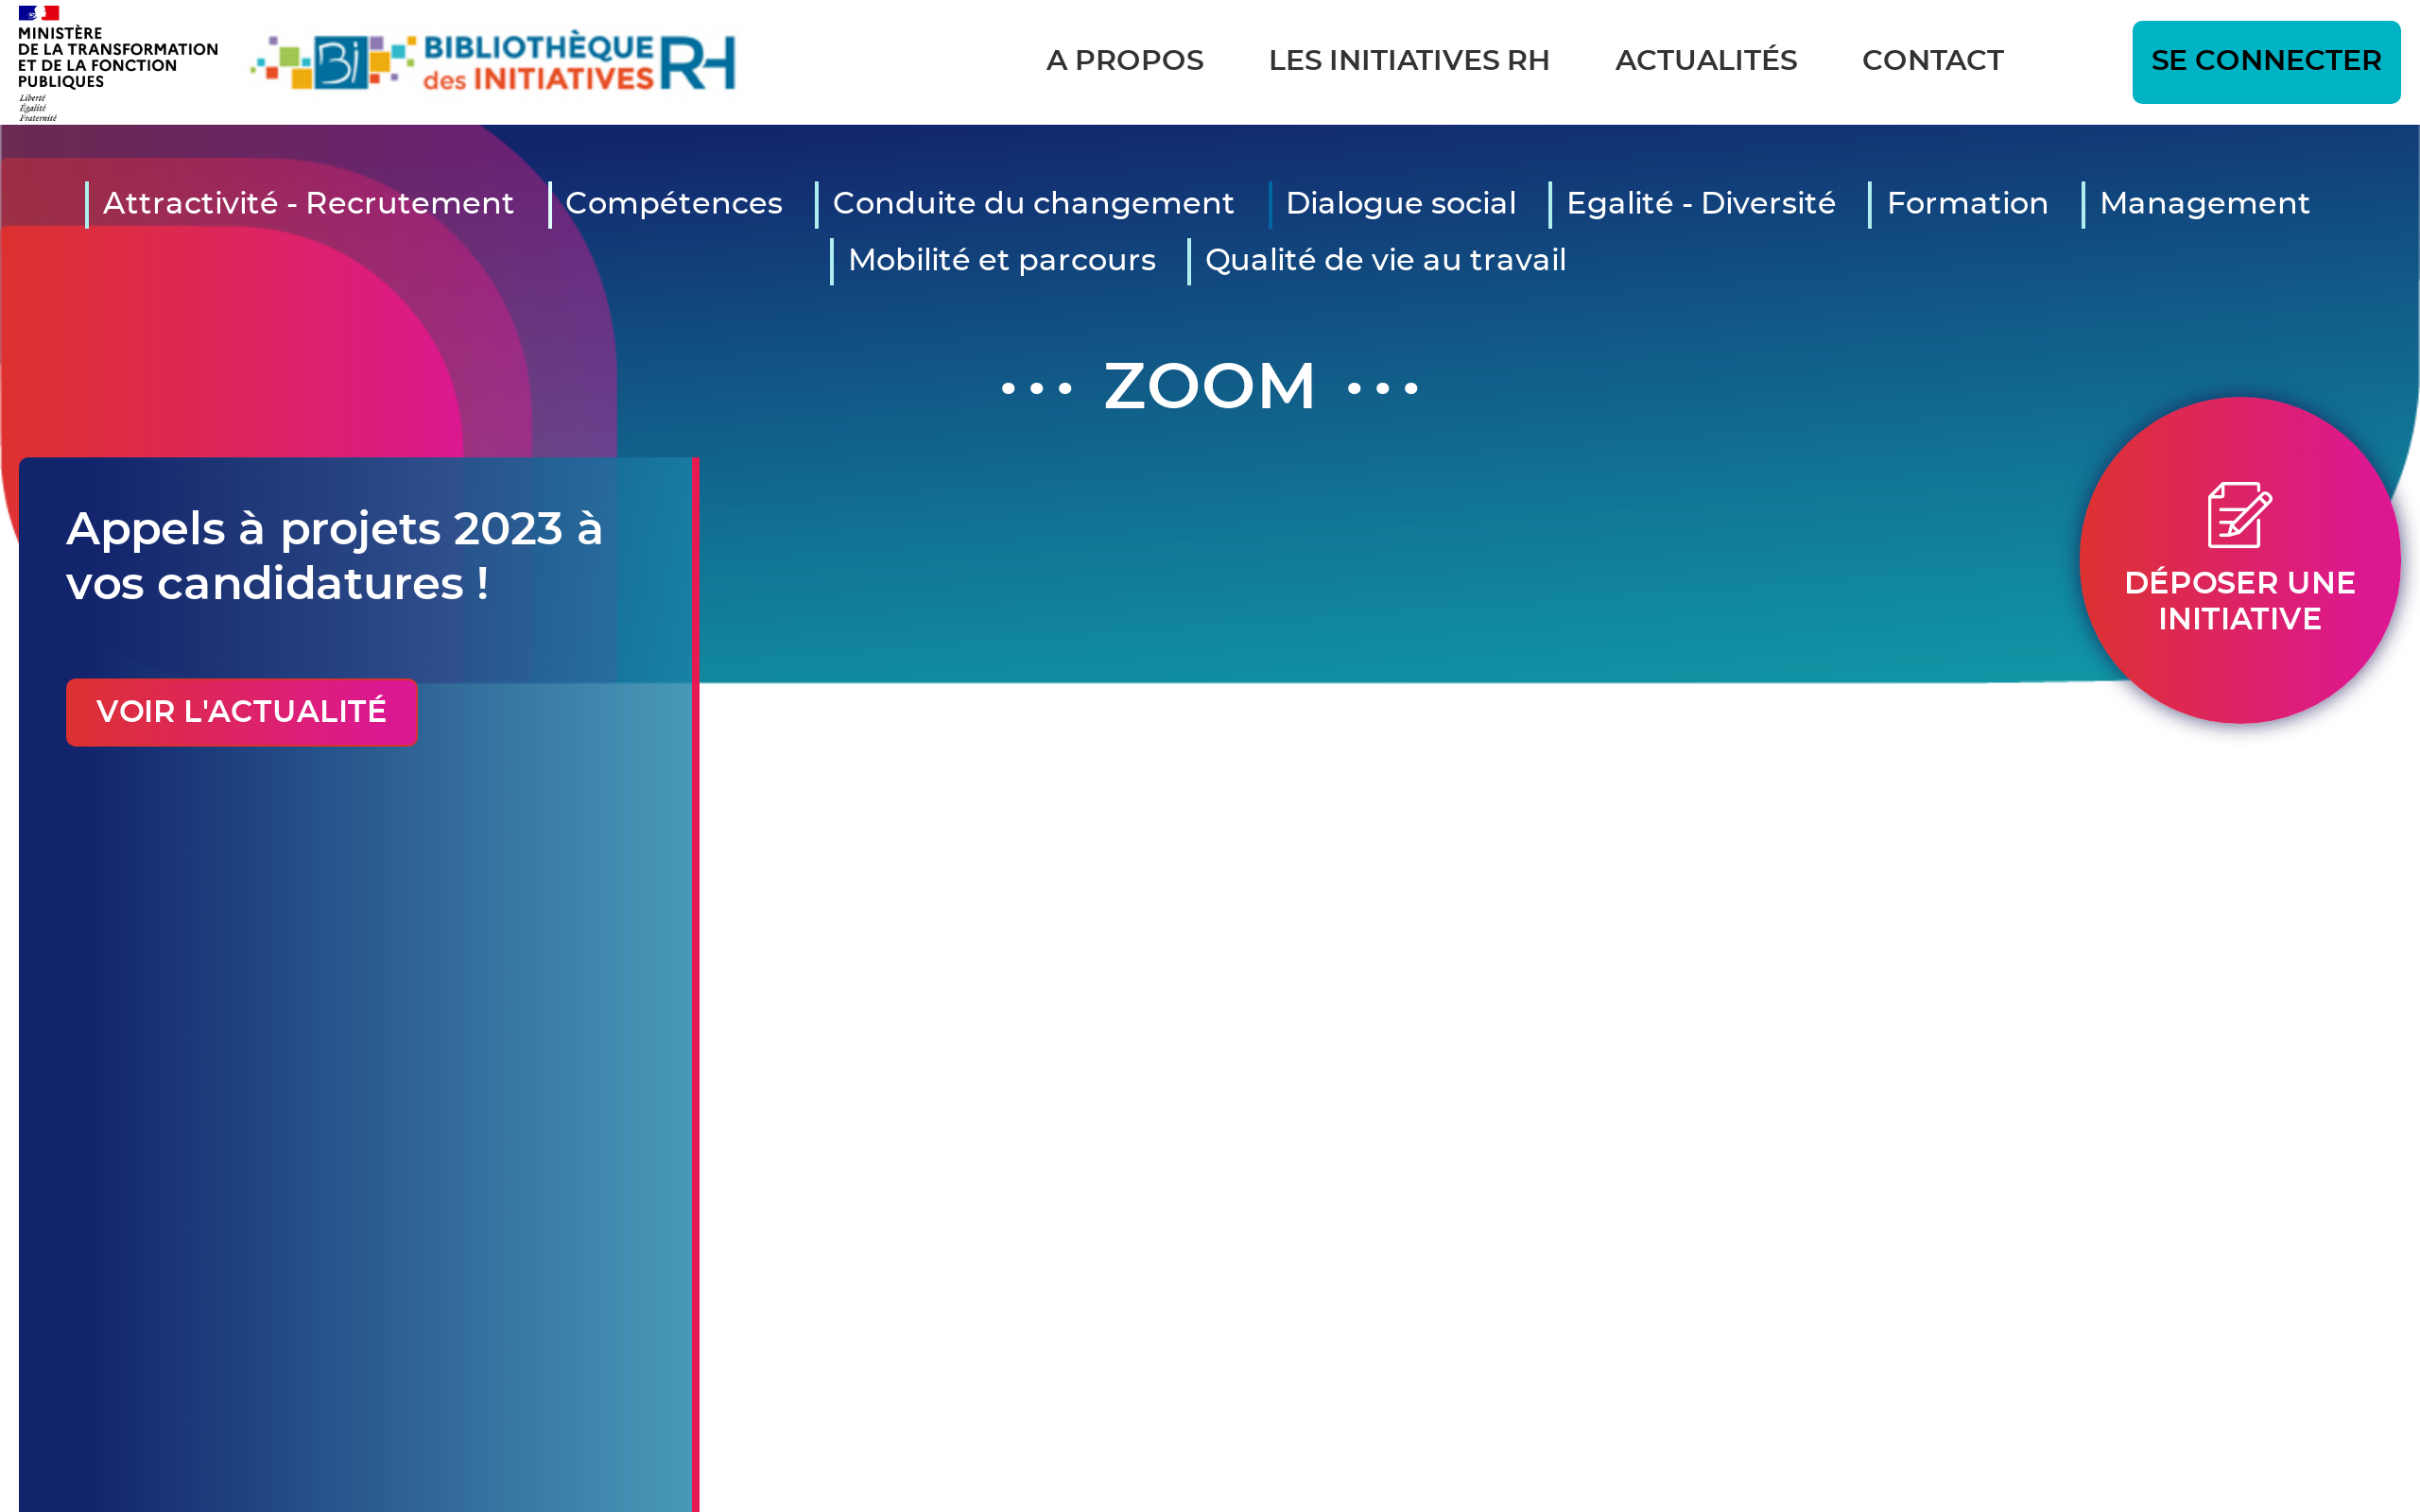 MINISTÈRE
DE LA TRANSFORMATION
ET DE LA FONCTION
PUBLIQUES
Liberté
Égalité
Fraternité
Bi BIBLIOTHÈQUE
des INITIATIVES RH
A PROPOS LES INITIATIVES RH ACTUALITÉS CONTACT SE CONNECTER
Attractivité - Recrutement Compétences Conduite du changement Dialogue social Egalité - Diversité Formation Management
Mobilité et parcours Qualité de vie au travail
••• ZOOM •••
Appels à projets 2023 à
vos candidatures !
VOIR L'ACTUALITÉ
DÉPOSER UNE
INITIATIVE